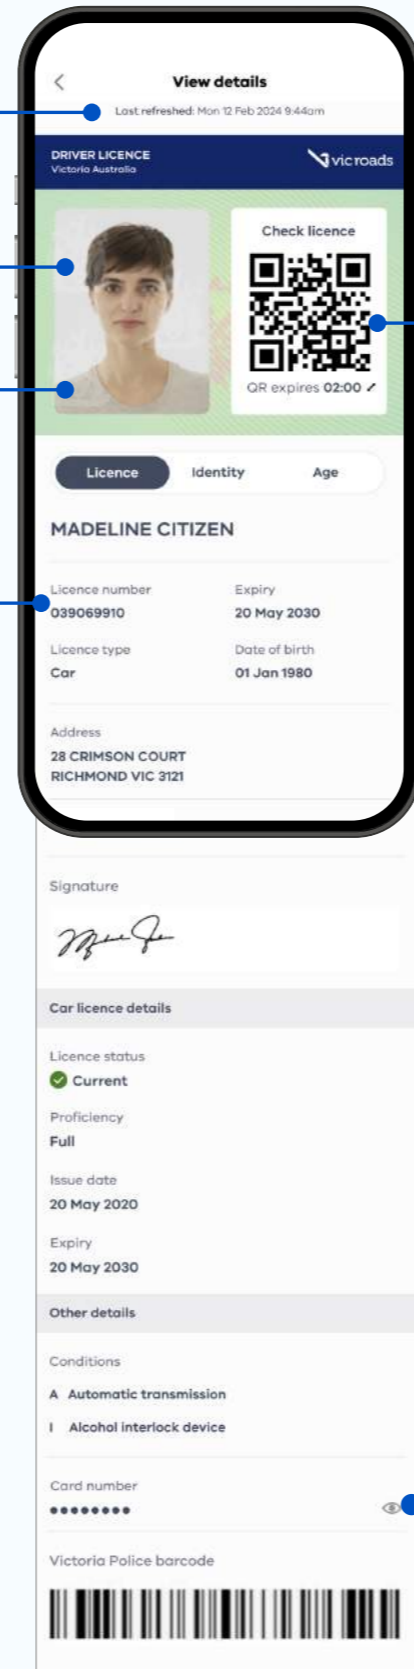 View details
Last refreshed: Mon 12 Feb 2024 9:44am
DRIVER LICENCE
Victoria Australia
vicroads
Check licence
QR expires 02:00
Licence Identity Age
MADELINE CITIZEN
Licence number Expiry
039069910 20 May 2030
Licence type Date of birth
Car 01 Jan 1980
Address
28 CRIMSON COURT
RICHMOND VIC 3121
Signature
Car licence details
Licence status
Current
Proficiency
Full
Issue date
20 May 2020
Expiry
20 May 2030
Other details
Conditions
A Automatic transmission
I Alcohol interlock device
Card number
••••••••
Victoria Police barcode